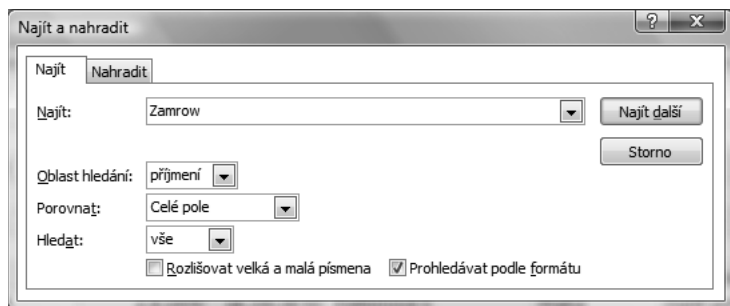 Najít a nahradit
Najít
Nahradit
Najít:
Zamrow
Najít další
Storno
Oblast hledání:
příjmení
Porovnat:
Celé pole
Hledat:
vše
Rozlišovat velká a malá písmena
Prohledávat podle formátu